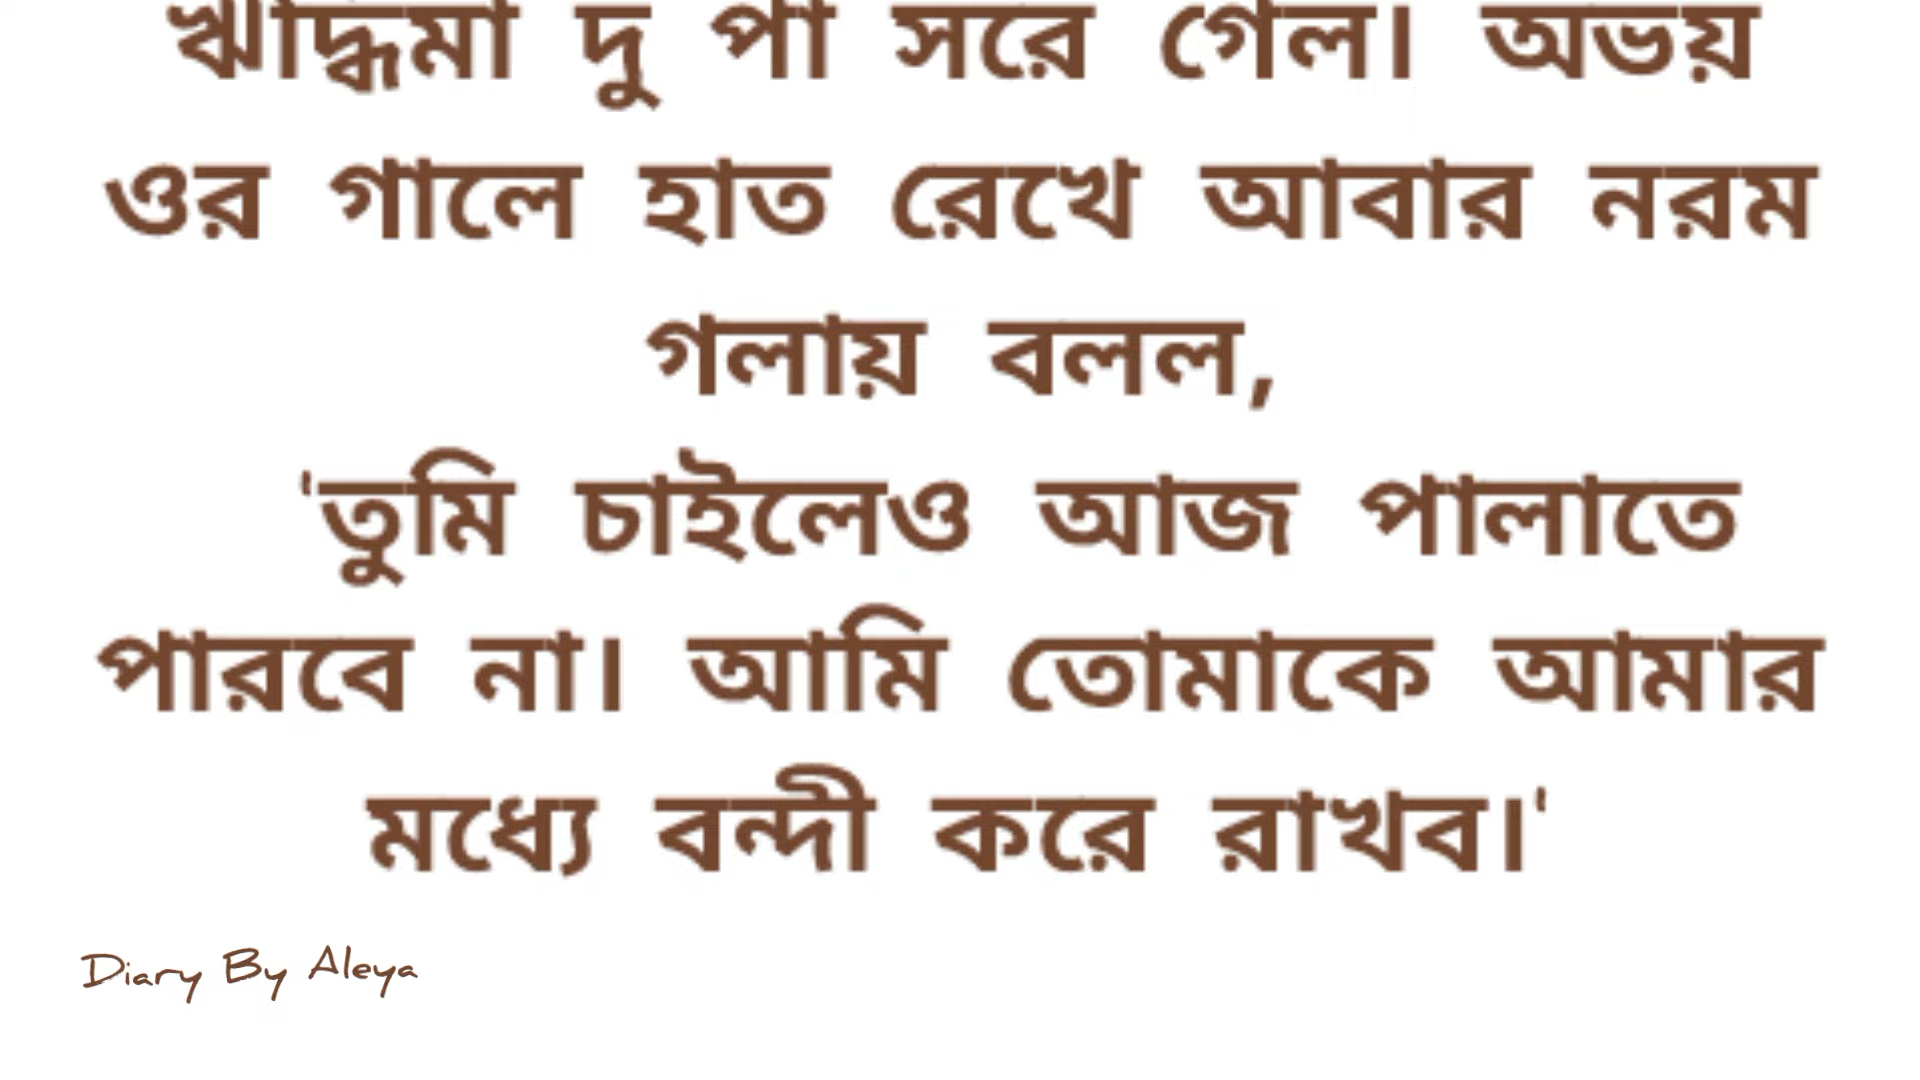 ঋদ্ধিমা দু পা সরে গেল। অভয়
ওর গালে হাত রেখে আবার নরম
গলায় বলল,
'তুমি চাইলেও আজ পালাতে
পারবে না। আমি তোমাকে আমার
মধ্যে বন্দী করে রাখব।'
Diary By Aleya